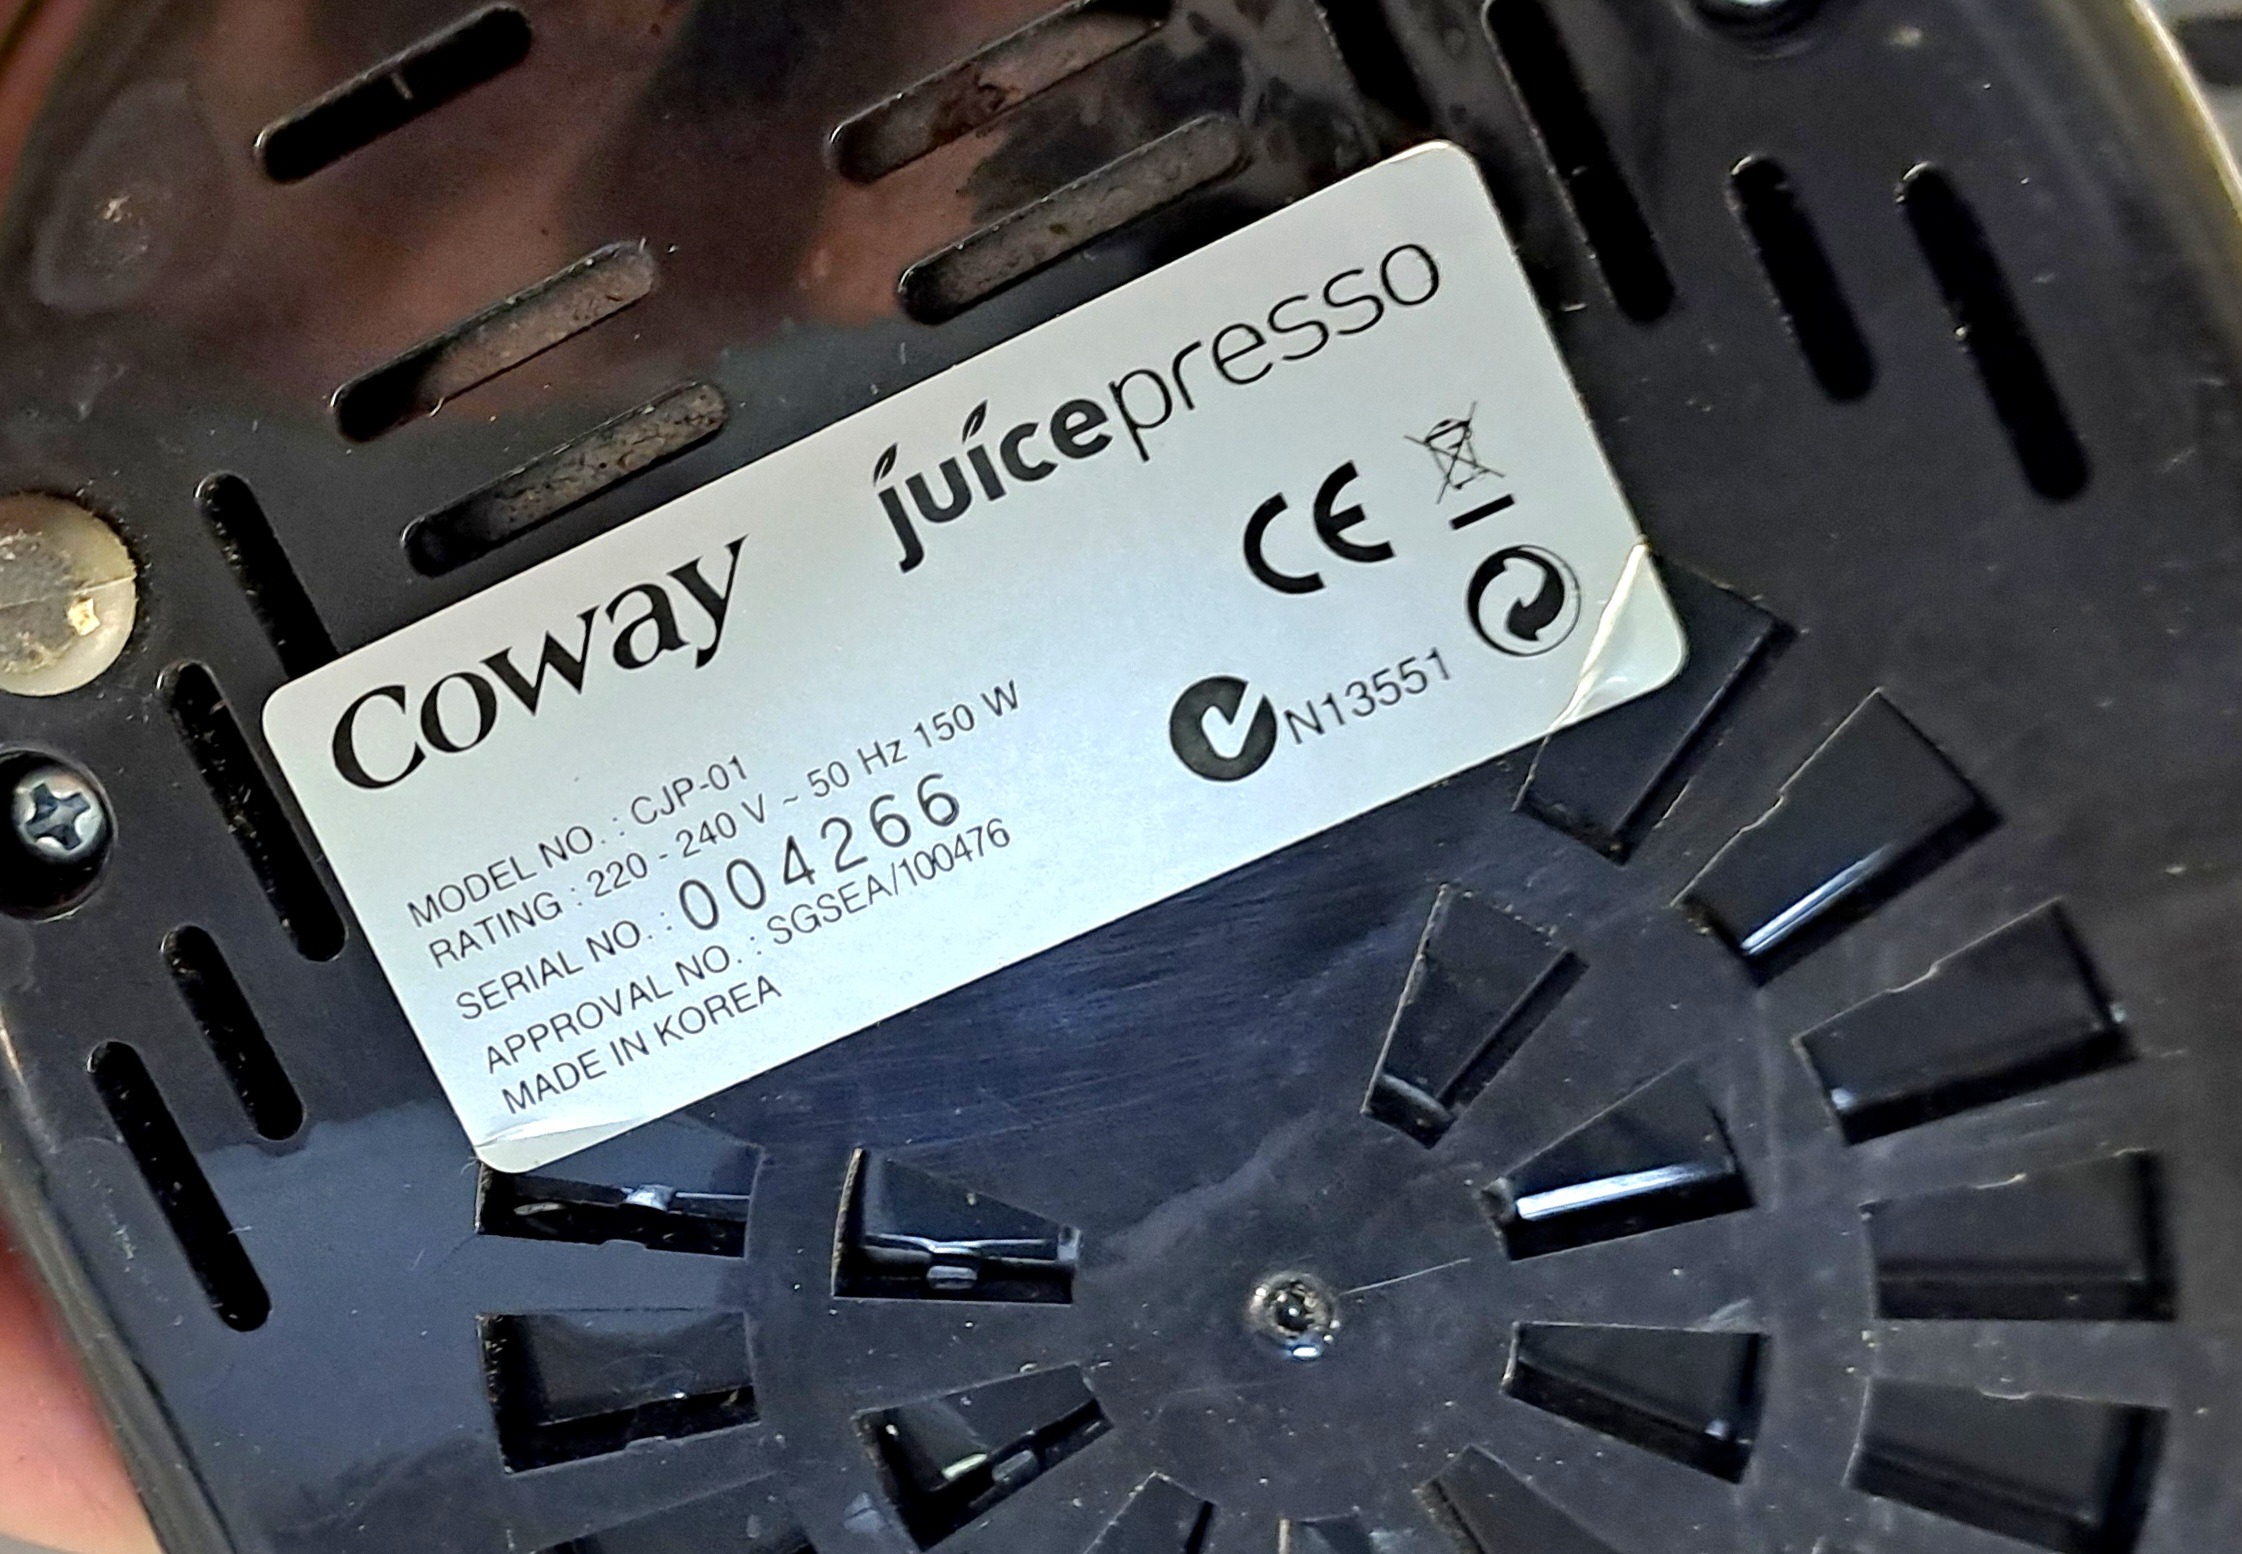 Coway juicepresso
CE
MODEL NO. : CJP-01
RATING : 220 - 240 V ~ 50 Hz 150 W
SERIAL NO. : 004266
APPROVAL NO. : SGSEA/100476
MADE IN KOREA
N13551